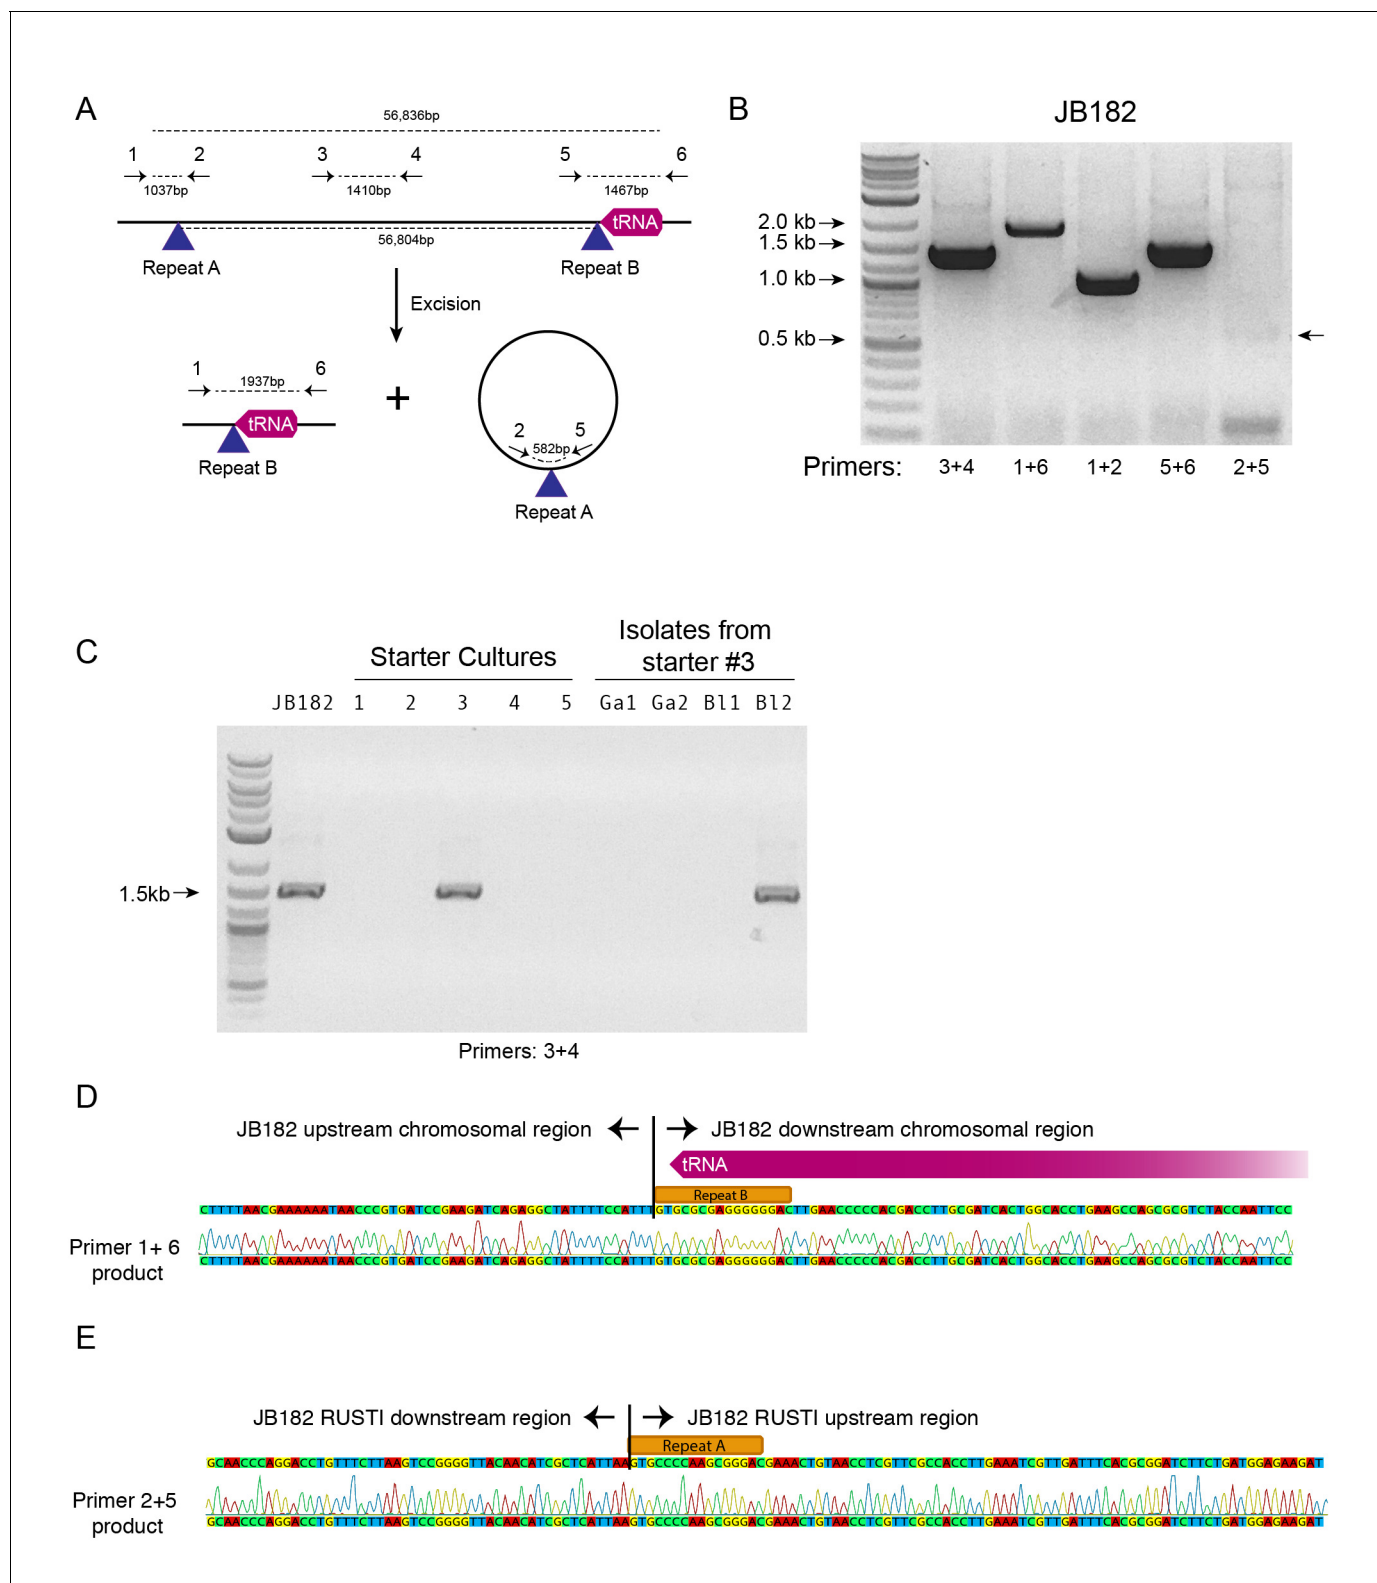 A
56,836bp
1 2 3 4 5 6
1037bp 1410bp 1467bp
tRNA
56,804bp
Repeat A Repeat B
Excision
1 1937bp 6
+
tRNA
Repeat B
2 5
582bp
Repeat A
B
JB182
2.0 kb
1.5 kb
1.0 kb
0.5 kb
Primers: 3+4 1+6 1+2 5+6 2+5
C
Starter Cultures
Isolates from
starter #3
JB182 1 2 3 4 5 Ga1 Ga2 Bl1 Bl2
1.5kb
Primers: 3+4
D
JB182 upstream chromosomal region JB182 downstream chromosomal region
tRNA
Repeat B
CTTTTAACGAAAAAATAACCCGTGATCCGAAGATCAGAGGCTATTTTCCATTTGTGCGCGAGGGGGGACTTGAACCCCCACGACCTTGCGATCACTGGCACCTGAAGCCAGCGCGTCTACCAATTCC
Primer 1+ 6
product
CTTTTAACGAAAAAATAACCCGTGATCCGAAGATCAGAGGCTATTTTCCATTTGTGCGCGAGGGGGGACTTGAACCCCCACGACCTTGCGATCACTGGCACCTGAAGCCAGCGCGTCTACCAATTCC
E
JB182 RUSTI downstream region JB182 RUSTI upstream region
Repeat A
GCAACCCAGGACCTGTTTCTTAAGTCCGGGGTTACAACATCGCTCATTAAGTGCCCCAAGCGGGACGAAACTGTAACCTCGTTCGCCACCTTGAAATCGTTGATTTCACGCGGATCTTCTGATGGAGAAGAT
Primer 2+5
product
GCAACCCAGGACCTGTTTCTTAAGTCCGGGGTTACAACATCGCTCATTAAGTGCCCCAAGCGGGACGAAACTGTAACCTCGTTCGCCACCTTGAAATCGTTGATTTCACGCGGATCTTCTGATGGAGAAGAT